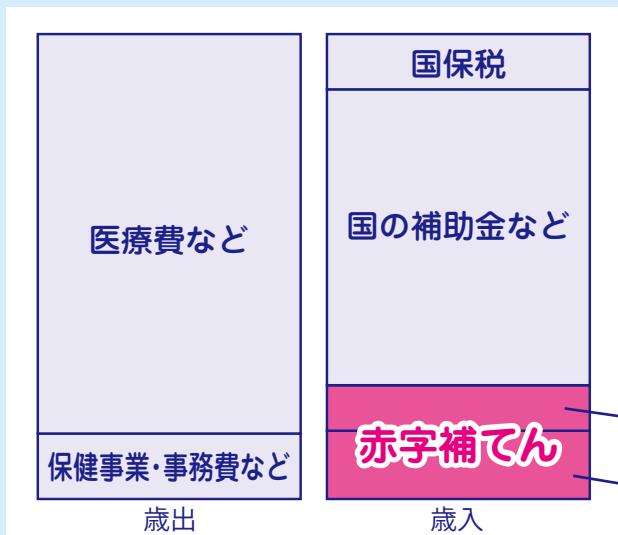 医療費など
保健事業・事務費など
歳出
国保税
国の補助金など
赤字補てん
歳入